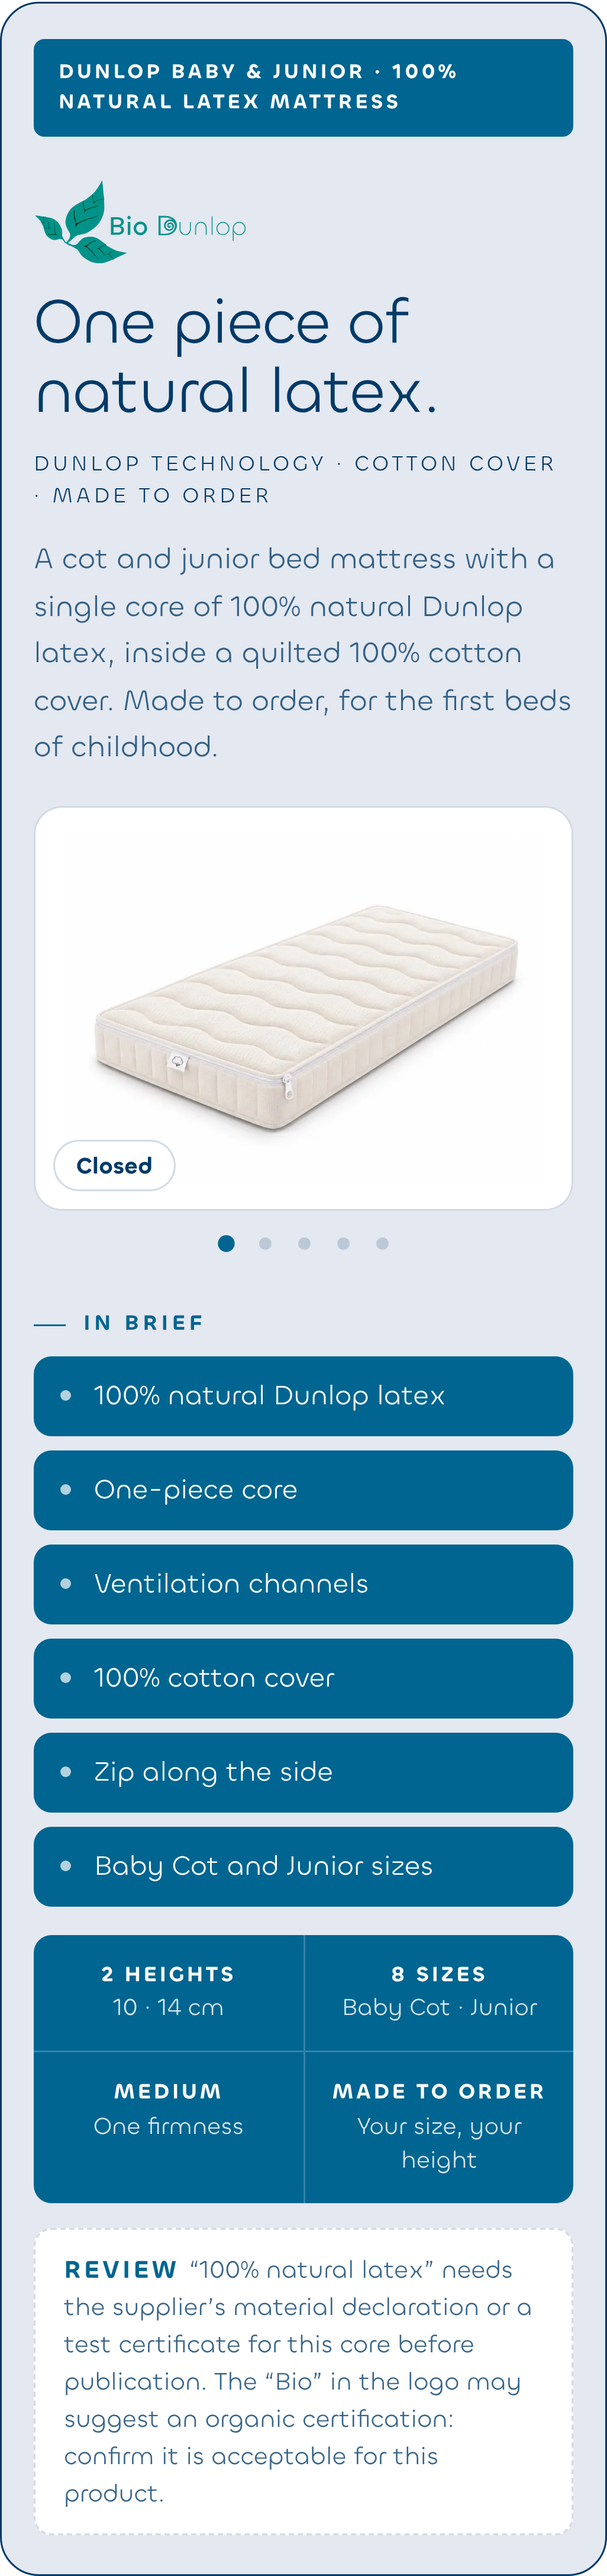 DUNLOP BABY & JUNIOR · 100%
NATURAL LATEX MATTRESS
Bio Dunlop
One piece of
natural latex.
DUNLOP TECHNOLOGY · COTTON COVER
· MADE TO ORDER
A cot and junior bed mattress with a
single core of 100% natural Dunlop
latex, inside a quilted 100% cotton
cover. Made to order, for the first beds
of childhood.
Closed
IN BRIEF
100% natural Dunlop latex
One-piece core
Ventilation channels
100% cotton cover
Zip along the side
Baby Cot and Junior sizes
2 HEIGHTS
10 · 14 cm
8 SIZES
Baby Cot · Junior
MEDIUM
One firmness
MADE TO ORDER
Your size, your
height
REVIEW “100% natural latex” needs
the supplier’s material declaration or a
test certificate for this core before
publication. The “Bio” in the logo may
suggest an organic certification:
confirm it is acceptable for this
product.